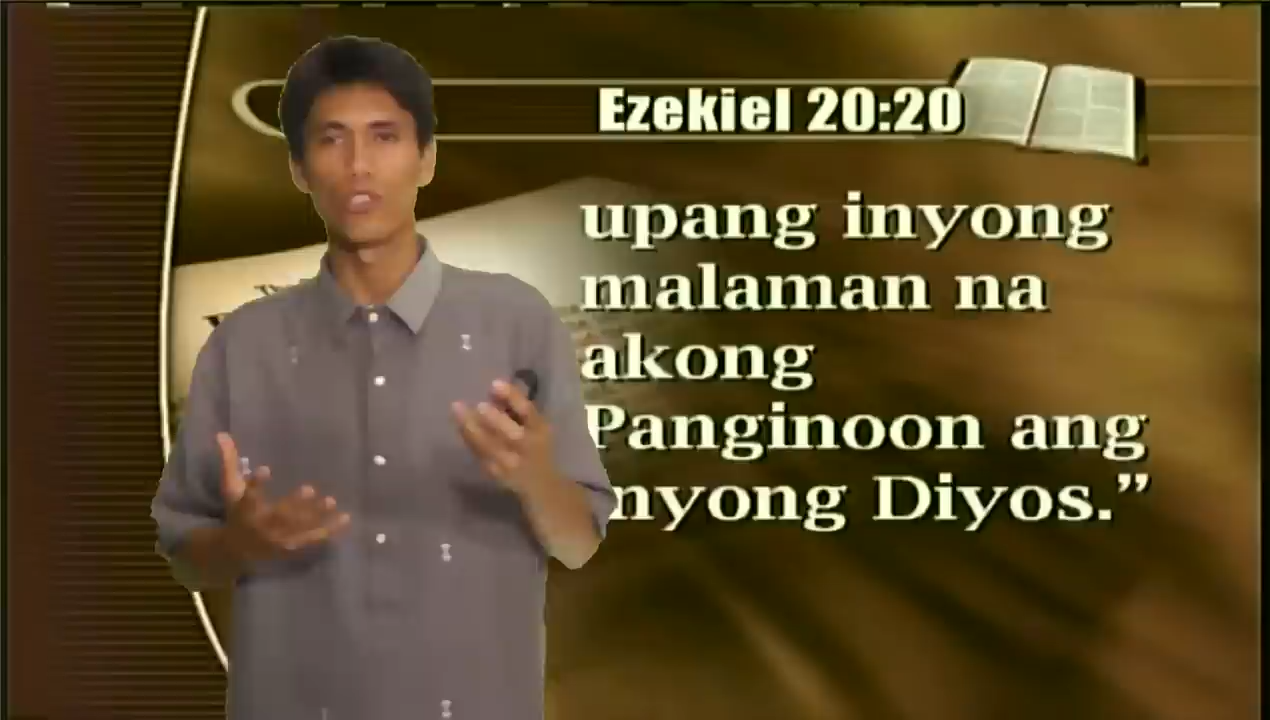 Ezekiel 20:20
upang inyong
malaman na
akong
Panginoon ang
nyong Diyos.”